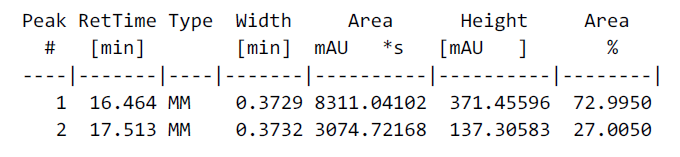 Peak RetTime Type  Width     Area      Height     Area
  #   [min]        [min]  mAU   *s   [mAU   ]      %
----|-------|----|-------|----------|----------|--------|
   1  16.464 MM    0.3729 8311.04102  371.45596  72.9950
   2  17.513 MM    0.3732 3074.72168  137.30583  27.0050